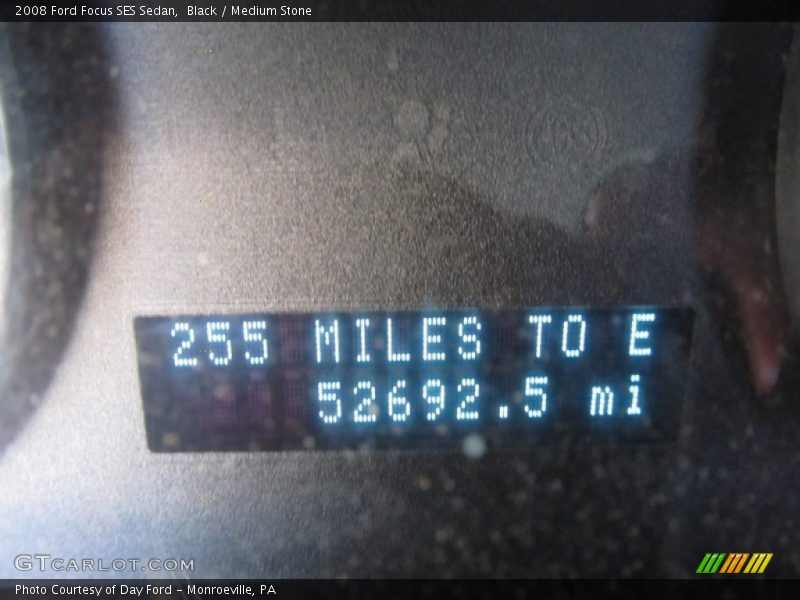 2008 Ford Focus SES Sedan, Black / Medium Stone
255 MILES TO E
52692.5 mi
GTCARLOT.COM
Photo Courtesy of Day Ford - Monroeville, PA